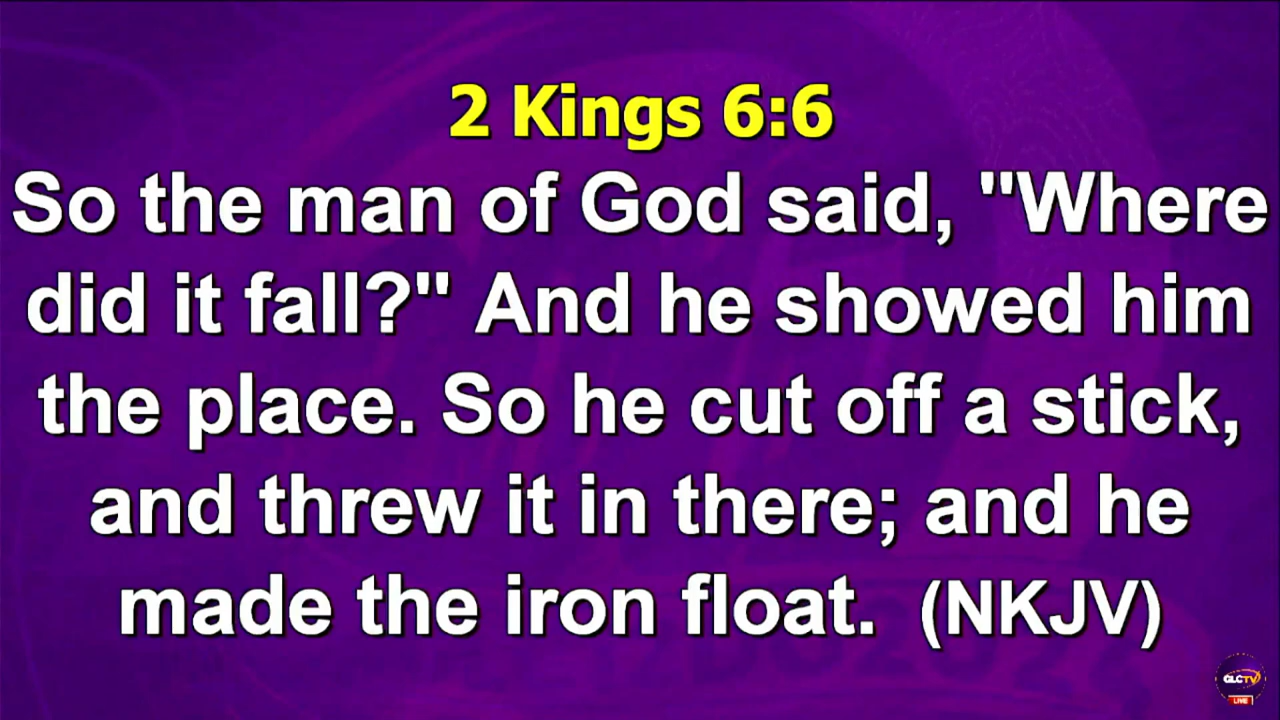 2 Kings 6:6
So the man of God said, "Where
did it fall?" And he showed him
the place. So he cut off a stick,
and threw it in there; and he
made the iron float. (NKJV)
GLCTV
LIVE